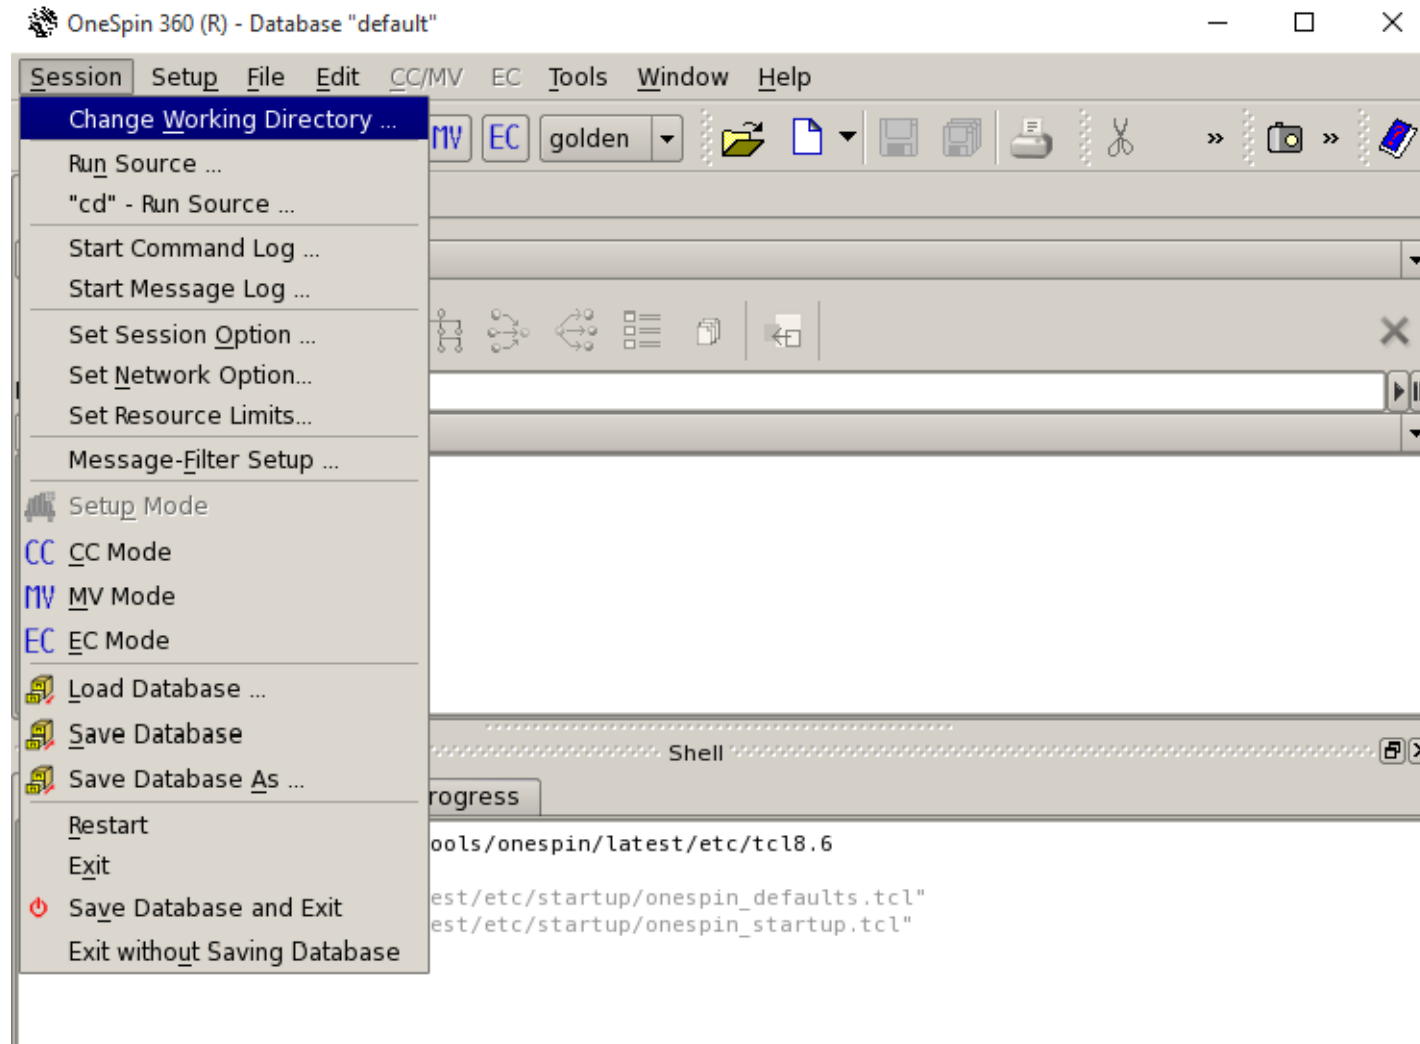 OneSpin 360 (R) - Database "default"
Session Setup File Edit CC/MV EC Tools Window Help
Change Working Directory ...
MV EC golden
Run Source ...
"cd" - Run Source ...
Start Command Log ...
Start Message Log ...
Set Session Option ...
Set Network Option...
Set Resource Limits...
Message-Filter Setup ...
Setup Mode
CC CC Mode
MV MV Mode
EC EC Mode
Load Database ...
Save Database
Shell
Save Database As ...
rogress
Restart
ools/onespin/latest/etc/tcl8.6
Exit
est/etc/startup/onespin_defaults.tcl"
Save Database and Exit
est/etc/startup/onespin_startup.tcl"
Exit without Saving Database